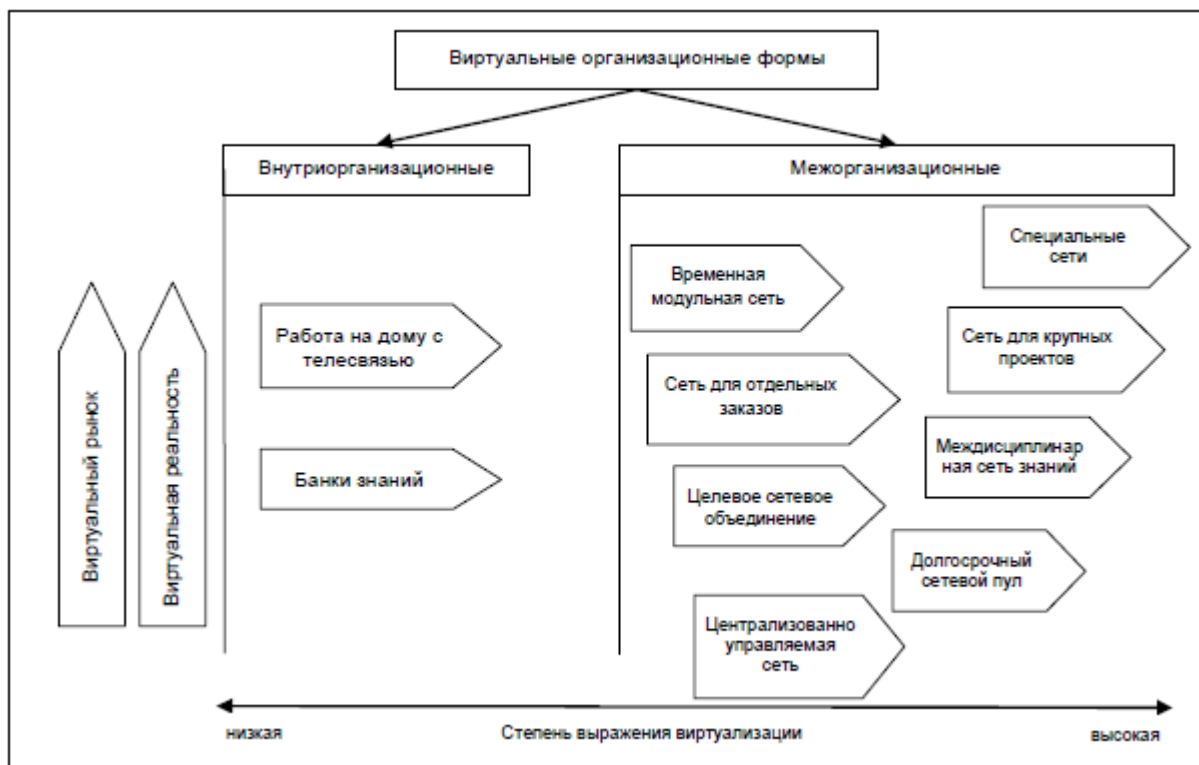 Виртуальные организационные формы
Внутриорганизационные
Межорганизационные
Специальные
сети
Временная
модульная сеть
Работа на дому с
телесвязью
Сеть для крупных
проектов
Сеть для отдельных
заказов
Междисциплинар
ная сеть знаний
Банки знаний
Целевое сетевое
объединение
Долгосрочный
сетевой пул
Централизованно
управляемая
сеть
Виртуальный рынок
Виртуальная реальность
низкая
Степень выражения виртуализации
высокая